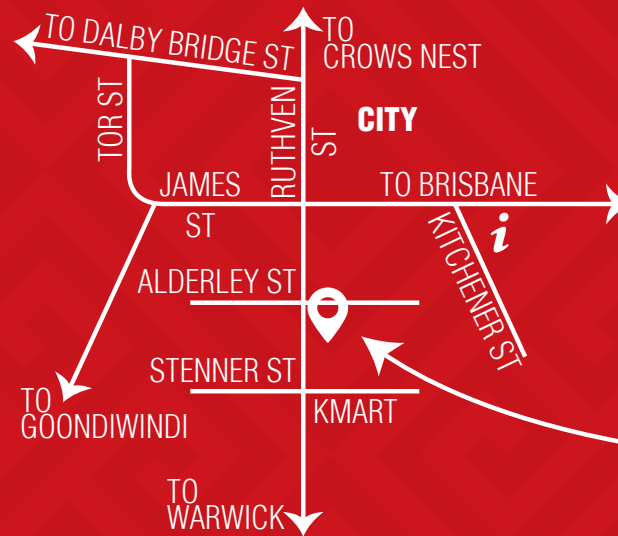 TO DALBY BRIDGE ST
TO
CROWS NEST
TOR ST
RUTHVEN
ST
CITY
JAMES
ST
TO BRISBANE
i
KITCHENER ST
ALDERLEY ST
STENNER ST
KMART
TO
GOONDIWINDI
TO
WARWICK